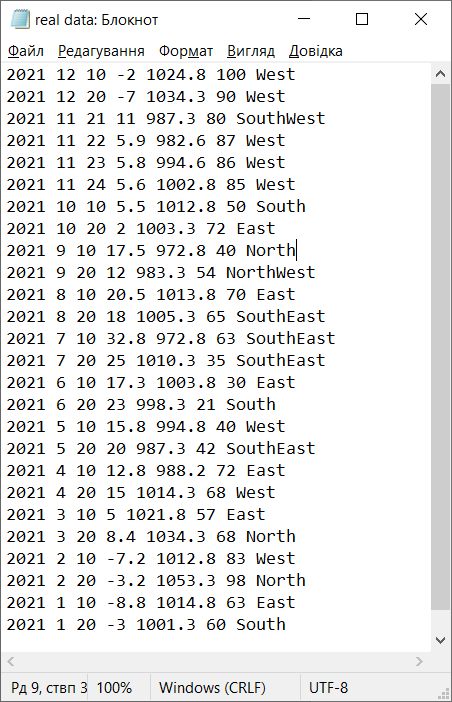 real data: Блокнот
Файл Редагування Формат Вигляд Довідка
2021 12 10 -2 1024.8 100 West
2021 12 20 -7 1034.3 90 West
2021 11 21 11 987.3 80 SouthWest
2021 11 22 5.9 982.6 87 West
2021 11 23 5.8 994.6 86 West
2021 11 24 5.6 1002.8 85 West
2021 10 10 5.5 1012.8 50 South
2021 10 20 2 1003.3 72 East
2021 9 10 17.5 972.8 40 North
2021 9 20 12 983.3 54 NorthWest
2021 8 10 20.5 1013.8 70 East
2021 8 20 18 1005.3 65 SouthEast
2021 7 10 32.8 972.8 63 SouthEast
2021 7 20 25 1010.3 35 SouthEast
2021 6 10 17.3 1003.8 30 East
2021 6 20 23 998.3 21 South
2021 5 10 15.8 994.8 40 West
2021 5 20 20 987.3 42 SouthEast
2021 4 10 12.8 988.2 72 East
2021 4 20 15 1014.3 68 West
2021 3 10 5 1021.8 57 East
2021 3 20 8.4 1034.3 68 North
2021 2 10 -7.2 1012.8 83 West
2021 2 20 -3.2 1053.3 98 North
2021 1 10 -8.8 1014.8 63 East
2021 1 20 -3 1001.3 60 South
Рд 9, ствп 3 100% Windows (CRLF) UTF-8